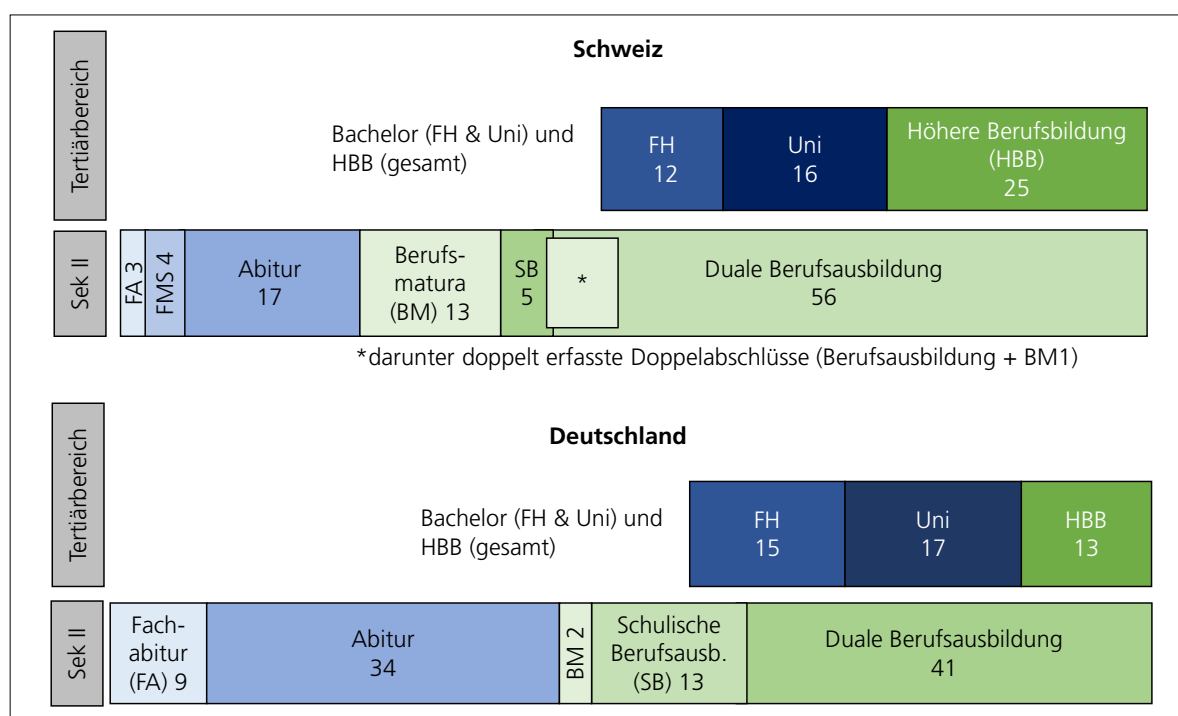 Schweiz
Tertiärbereich
Bachelor (FH & Uni) und
HBB (gesamt)
FH
12
Uni
16
Höhere Berufsbildung
(HBB)
25
Sek II
FA 3
FMS 4
Abitur
17
Berufs-
matura
(BM) 13
SB
5
*
Duale Berufsausbildung
56
*darunter doppelt erfasste Doppelabschlüsse (Berufsausbildung + BM1)
Deutschland
Tertiärbereich
Bachelor (FH & Uni) und
HBB (gesamt)
FH
15
Uni
17
HBB
13
Sek II
Fach-
abitur
(FA) 9
Abitur
34
BM 2
Schulische
Berufsausb.
(SB) 13
Duale Berufsausbildung
41